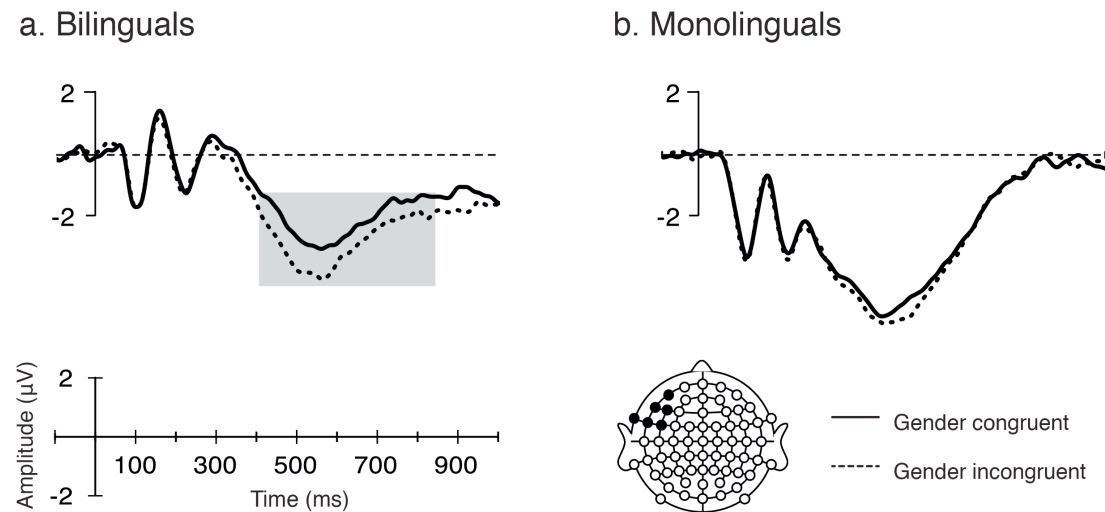 a. Bilinguals
b. Monolinguals
2
-2
2
-2
Amplitude (µV)
2
-2
100 300 500 700 900
Time (ms)
Gender congruent
Gender incongruent